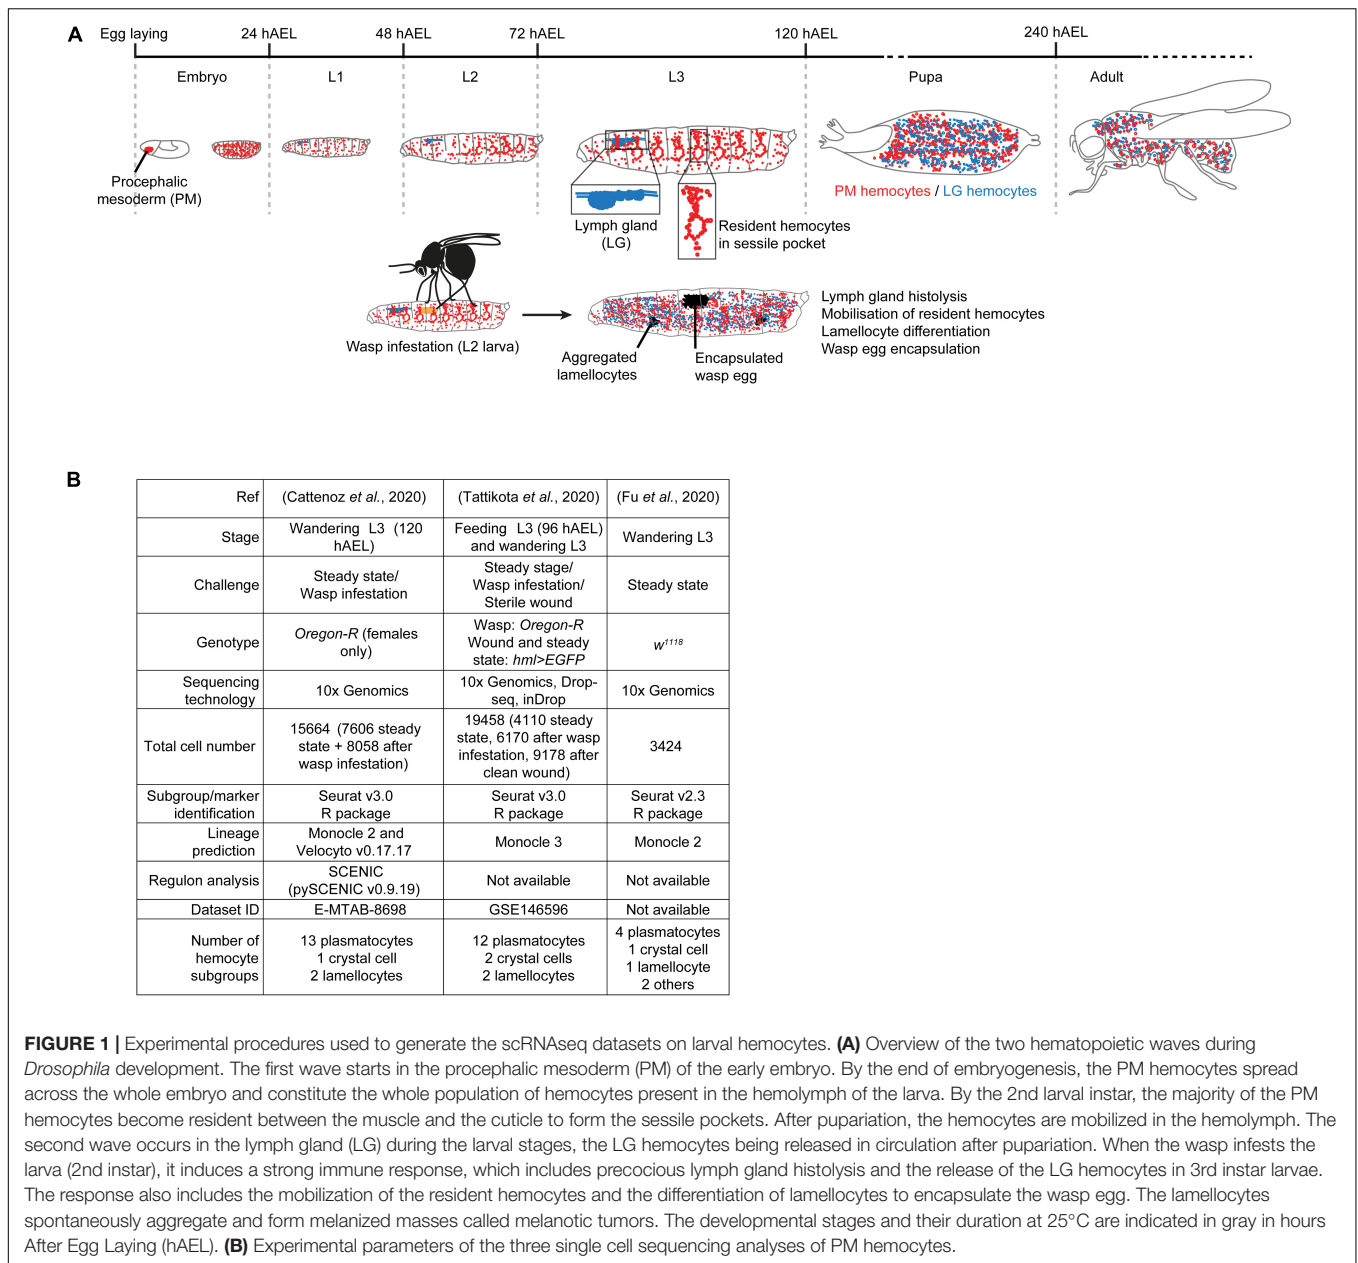 A
Egg laying
24 hAEL
48 hAEL
72 hAEL
120 hAEL
240 hAEL
Embryo
L1
L2
L3
Pupa
Adult
Procephalic
mesoderm (PM)
Lymph gland
(LG)
Resident hemocytes
in sessile pocket
PM hemocytes / LG hemocytes
Wasp infestation (L2 larva)
Aggregated
lamellocytes
Encapsulated
wasp egg
Lymph gland histolysis
Mobilisation of resident hemocytes
Lamellocyte differentiation
Wasp egg encapsulation
B
Ref
(Cattenoz et al., 2020)
(Tattikota et al., 2020)
(Fu et al., 2020)
Stage
Wandering L3 (120
hAEL)
Feeding L3 (96 hAEL)
and wandering L3
Wandering L3
Challenge
Steady state/
Wasp infestation
Steady stage/
Wasp infestation/
Sterile wound
Steady state
Genotype
Oregon-R (females
only)
Wasp: Oregon-R
Wound and steady
state: hml>EGFP
w1118
Sequencing
technology
10x Genomics
10x Genomics, Drop-
seq, inDrop
10x Genomics
Total cell number
15664 (7606 steady
state + 8058 after
wasp infestation)
19458 (4110 steady
state, 6170 after wasp
infestation, 9178 after
clean wound)
3424
Subgroup/marker
identification
Seurat v3.0
R package
Seurat v3.0
R package
Seurat v2.3
R package
Lineage
prediction
Monocle 2 and
Velocyto v0.17.17
Monocle 3
Monocle 2
Regulon analysis
SCENIC
(pySCENIC v0.9.19)
Not available
Not available
Dataset ID
E-MTAB-8698
GSE146596
Not available
Number of
hemocyte
subgroups
13 plasmatocytes
1 crystal cell
2 lamellocytes
12 plasmatocytes
2 crystal cells
2 lamellocytes
4 plasmatocytes
1 crystal cell
1 lamellocyte
2 others
FIGURE 1 | Experimental procedures used to generate the scRNAseq datasets on larval hemocytes. (A) Overview of the two hematopoietic waves during
Drosophila development. The first wave starts in the procephalic mesoderm (PM) of the early embryo. By the end of embryogenesis, the PM hemocytes spread
across the whole embryo and constitute the whole population of hemocytes present in the hemolymph of the larva. By the 2nd larval instar, the majority of the PM
hemocytes become resident between the muscle and the cuticle to form the sessile pockets. After pupariation, the hemocytes are mobilized in the hemolymph. The
second wave occurs in the lymph gland (LG) during the larval stages, the LG hemocytes being released in circulation after pupariation. When the wasp infests the
larva (2nd instar), it induces a strong immune response, which includes precocious lymph gland histolysis and the release of the LG hemocytes in 3rd instar larvae.
The response also includes the mobilization of the resident hemocytes and the differentiation of lamellocytes to encapsulate the wasp egg. The lamellocytes
spontaneously aggregate and form melanized masses called melanotic tumors. The developmental stages and their duration at 25°C are indicated in gray in hours
After Egg Laying (hAEL). (B) Experimental parameters of the three single cell sequencing analyses of PM hemocytes.